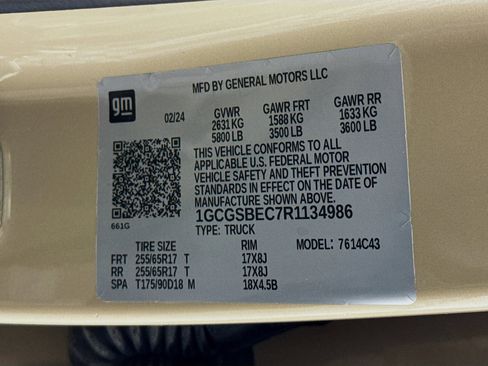 MFD BY GENERAL MOTORS LLC
gm
02/24
GVWR GAWR FRT GAWR RR
2631 KG 1588 KG 1633 KG
5800 LB 3500 LB 3600 LB
THIS VEHICLE CONFORMS TO ALL
APPLICABLE U.S. FEDERAL MOTOR
VEHICLE SAFETY AND THEFT PREVENTION
STANDARDS IN EFFECT ON THE DATE OF
MANUFACTURE SHOWN ABOVE.
1GCGSBEC7R1134986
661G
TYPE: TRUCK
TIRE SIZE RIM MODEL: 7614C43
FRT 255/65R17 T 17X8J
RR 255/65R17 T 17X8J
SPA T175/90D18 M 18X4.5B